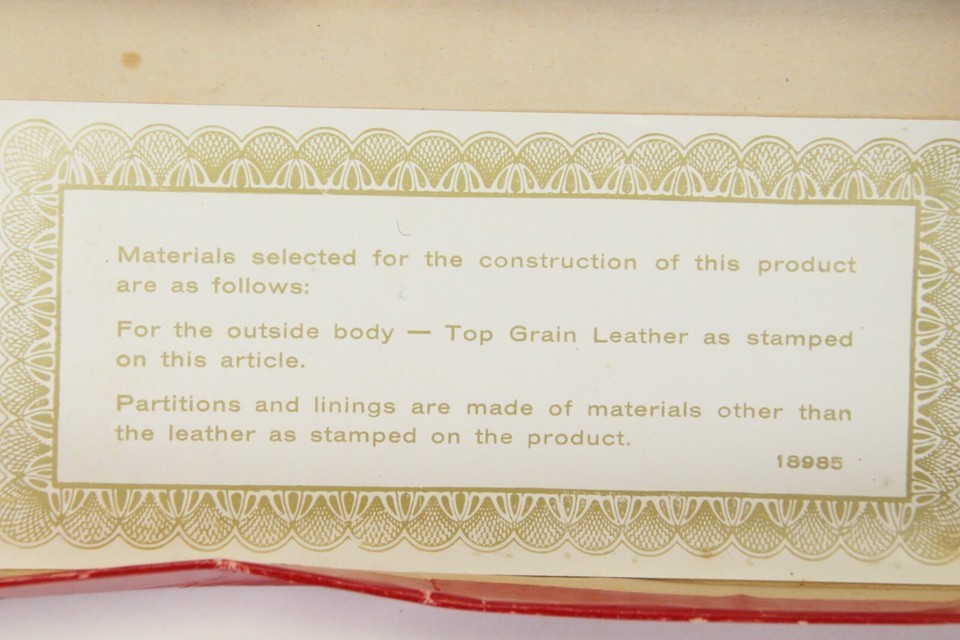 Materials selected for the construction of this product
are as follows:
For the outside body — Top Grain Leather as stamped
on this article.
Partitions and linings are made of materials other than
the leather as stamped on the product.
18985